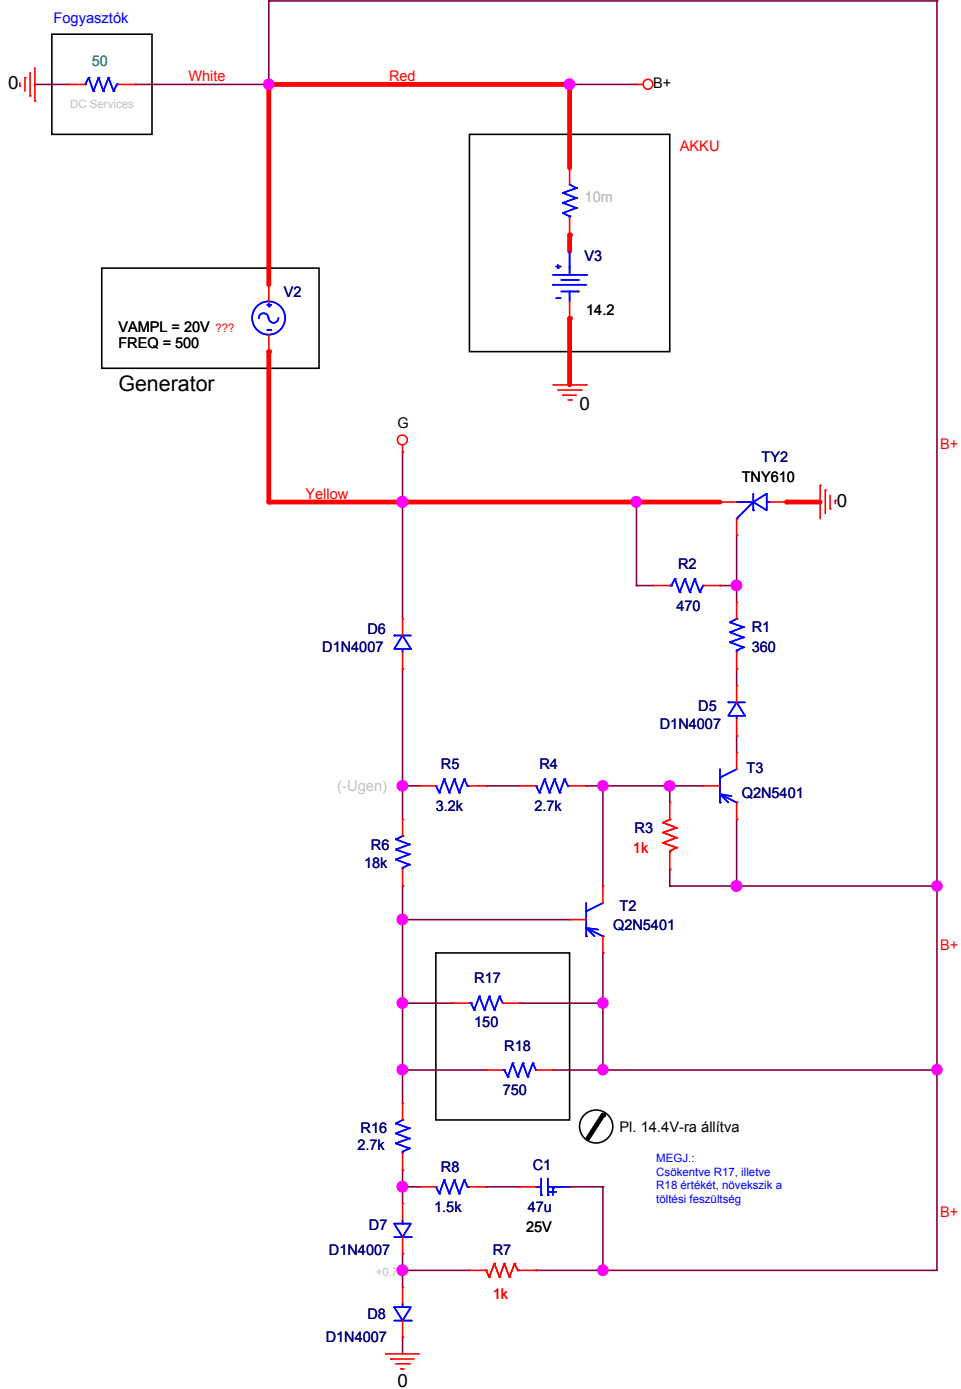 Fogyasztók
50
DC Services
0
White
Red
B+
AKKU
10m
V3
14.2
0
V2
VAMPL = 20V ???
FREQ = 500
Generator
G
B+
TY2
TNY610
Yellow
0
R2
470
R1
360
D6
D1N4007
D5
D1N4007
(-Ugen)
R5
3.2k
R4
2.7k
T3
Q2N5401
R3
1k
R6
18k
T2
Q2N5401
B+
R17
150
R18
750
Pl. 14.4V-ra állítva
R16
2.7k
MEGJ.:
Csökentve R17, illetve
R18 értékét, növekszik a
töltési feszültség
R8
1.5k
C1
47u
25V
B+
D7
D1N4007
R7
1k
D8
D1N4007
0